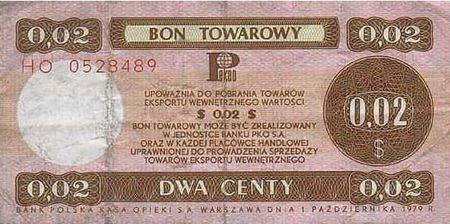 0,02 BON TOWAROWY 0,02
HO 0528489
Pekao
UPOWAŻNIA DO POBRANIA TOWARÓW
EKSPORTU WEWNĘTRZNEGO WARTOŚCI
$ 0,02 $
BON TOWAROWY MOŻE BYĆ ZREALIZOWANY
W JEDNOSTCE BANKU PKO S.A.
ORAZ W KAŻDEJ PLACÓWCE HANDLOWEJ
UPRAWNIONEJ DO PROWADZENIA SPRZEDAŻY
TOWARÓW EKSPORTU WEWNĘTRZNEGO
0,02
$
0,02 DWA CENTY 0,02
BANK POLSKA KASA OPIEKI S.A. WARSZAWA DNIA 1 PAŹDZIERNIKA 1979 R.